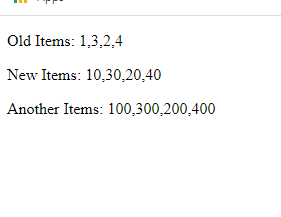 Old Items: 1,3,2,4
New Items: 10,30,20,40
Another Items: 100,300,200,400